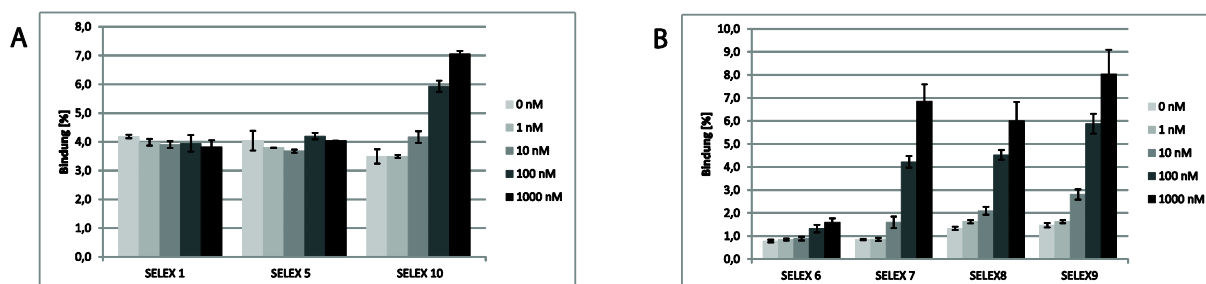 A
Bindung [%]
8,0
7,0
6,0
5,0
4,0
3,0
2,0
1,0
0,0
SELEX 1 SELEX 5 SELEX 10
0 nM
1 nM
10 nM
100 nM
1000 nM
B
Bindung [%]
10,0
9,0
8,0
7,0
6,0
5,0
4,0
3,0
2,0
1,0
0,0
SELEX 6 SELEX 7 SELEX8 SELEX9
0 nM
1 nM
10 nM
100 nM
1000 nM